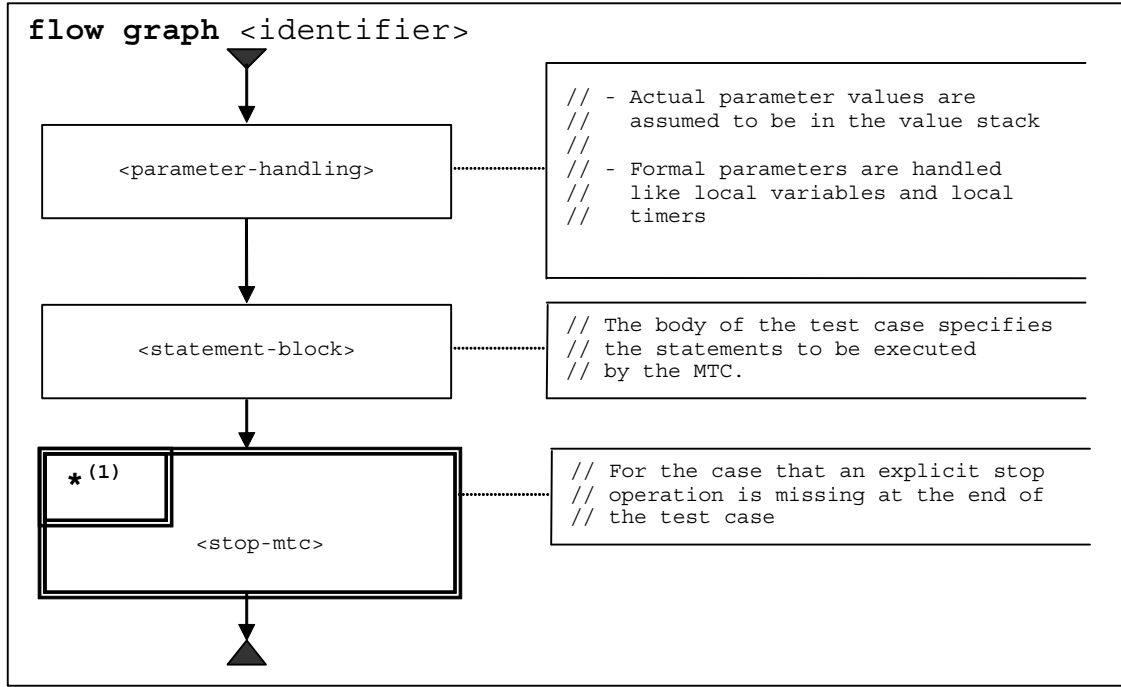 flow graph <identifier>
<parameter-handling>
// - Actual parameter values are
//   assumed to be in the value stack
//
// - Formal parameters are handled
//   like local variables and local
//   timers
<statement-block>
// The body of the test case specifies
// the statements to be executed
// by the MTC.
*(1)
<stop-mtc>
// For the case that an explicit stop
// operation is missing at the end of
// the test case